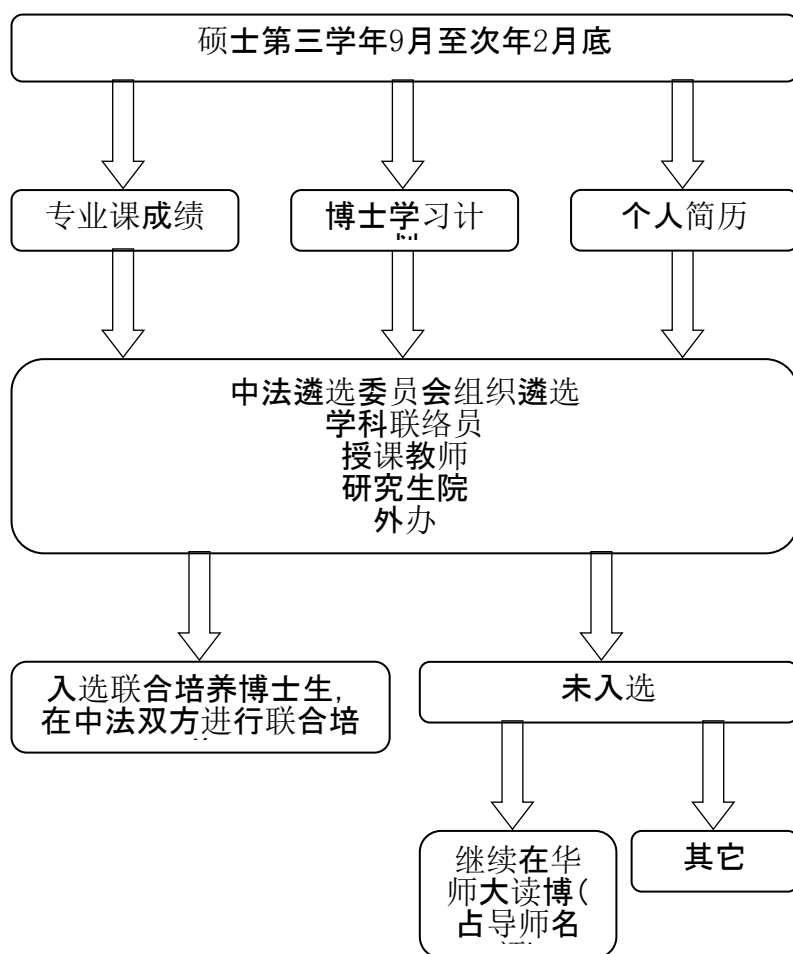 硕士第三学年9月至次年2月底
专业课成绩
博士学习计
个人简历
中法遴选委员会组织遴选
学科联络员
授课教师
研究生院
外办
入选联合培养博士生,
在中法双方进行联合培
未入选
继续在华
师大读博(
占导师名
其它